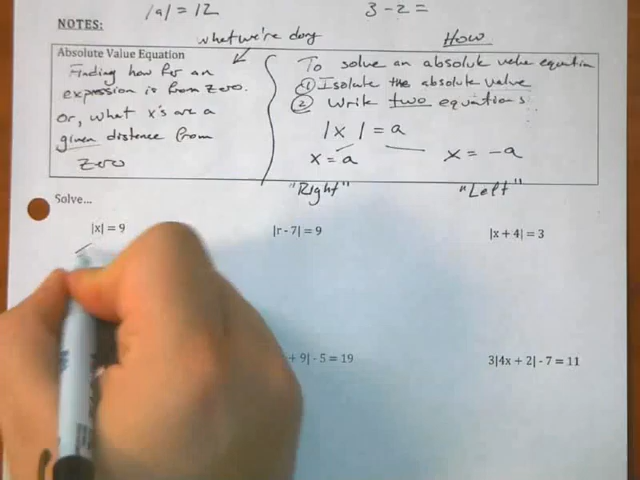 |a| = 12
3 - 2 =
NOTES:
what we're doing
How
Absolute Value Equation
Finding how far an
expression is from zero.
or, what x's are a
given distance from
zero
To solve an absolute value equation
① Isolate the absolute value
② Write two equations
|x| = a
x = a
x = -a
"Right"
"Left"
Solve...
|x| = 9
|r - 7| = 9
|x + 4| = 3
+ 9| - 5 = 19
3|4x + 2| - 7 = 11